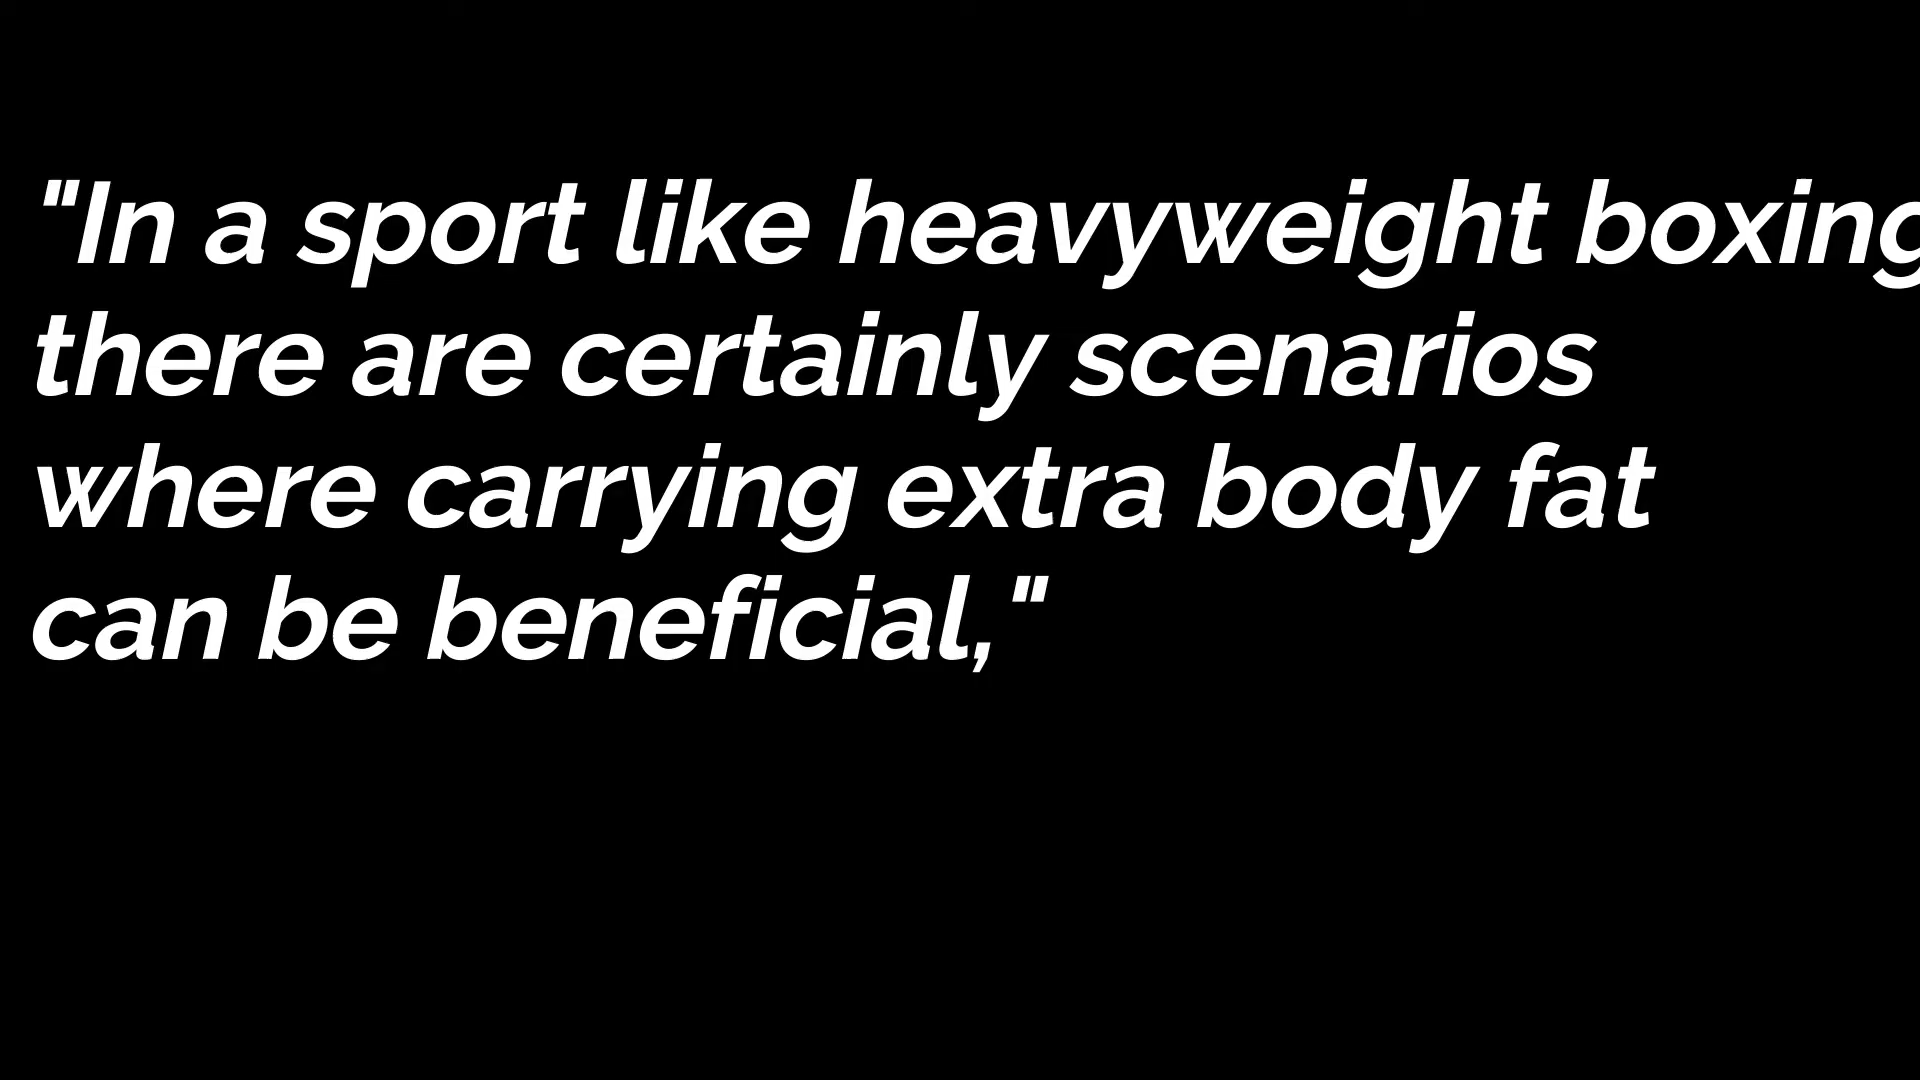 "In a sport like heavyweight boxing
there are certainly scenarios
where carrying extra body fat
can be beneficial,"